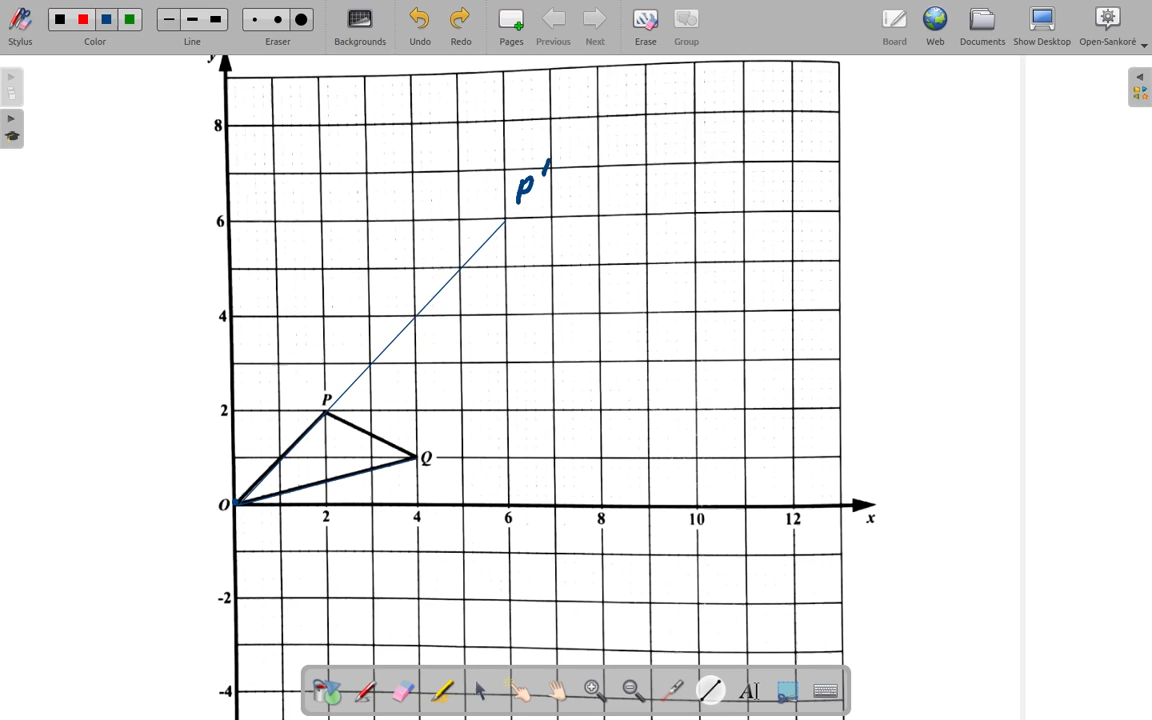 Stylus
Color
Line
Eraser
Backgrounds
Undo
Redo
Pages
Previous
Next
Erase
Group
Board
Web
Documents
Show Desktop
Open-Sankoré
y
8
P'
6
4
P
2
Q
O
2 4 6 8 10 12 x
-2
-4
AI